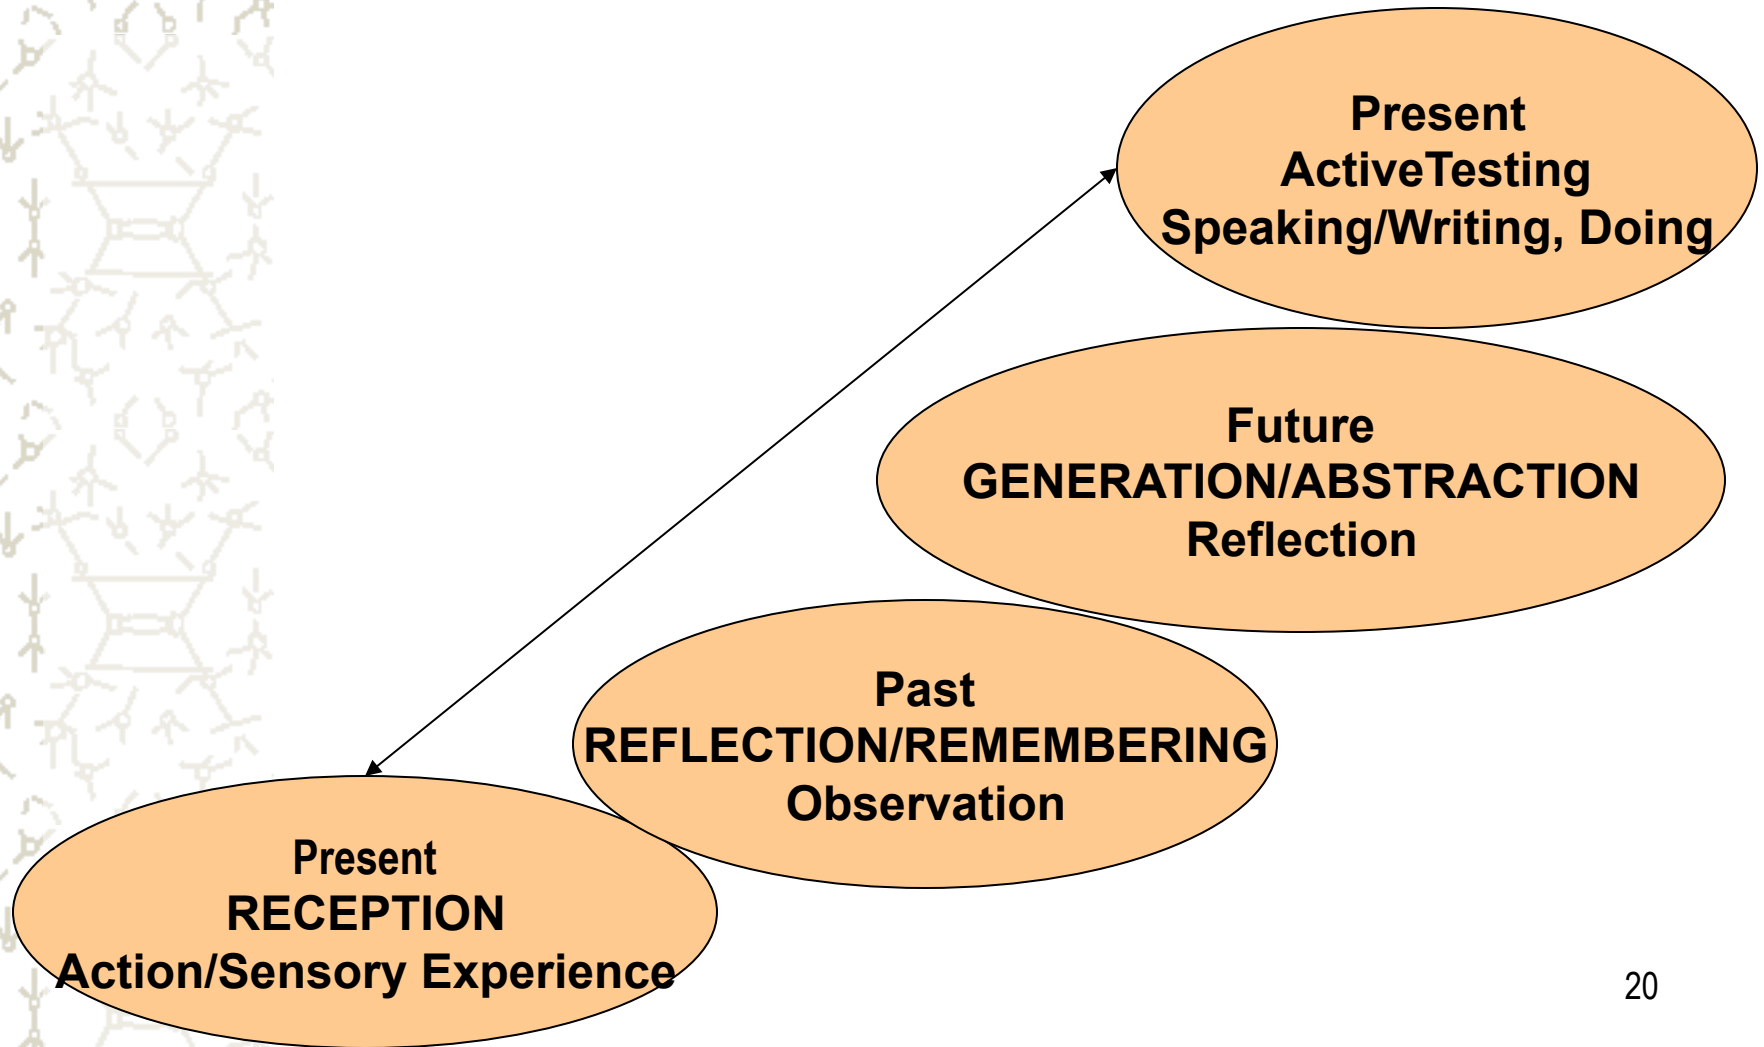 Present
ActiveTesting
Speaking/Writing, Doing
Future
GENERATION/ABSTRACTION
Reflection
Past
REFLECTION/REMEMBERING
Observation
Present
RECEPTION
Action/Sensory Experience
20